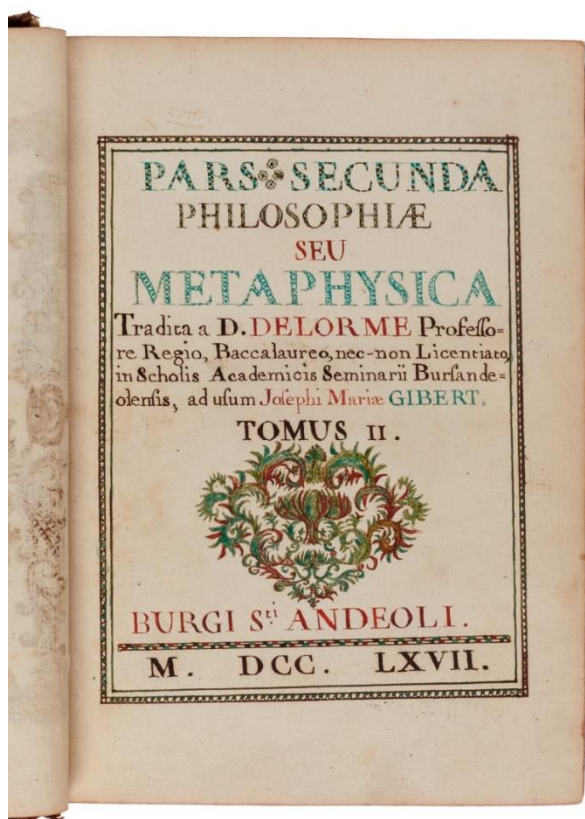 PARS SECUNDA
PHILOSOPHIÆ
SEU
METAPHYSICA
Tradita a D. DELORME Professo=
re Regio, Baccalaureo, nec-non Licentiato,
in Scholis Academicis Seminarii Bursande=
olensis, ad usum Josephi Mariæ GIBERT.
TOMUS II.
BURGI Sti ANDEOLI.
M. DCC. LXVII.